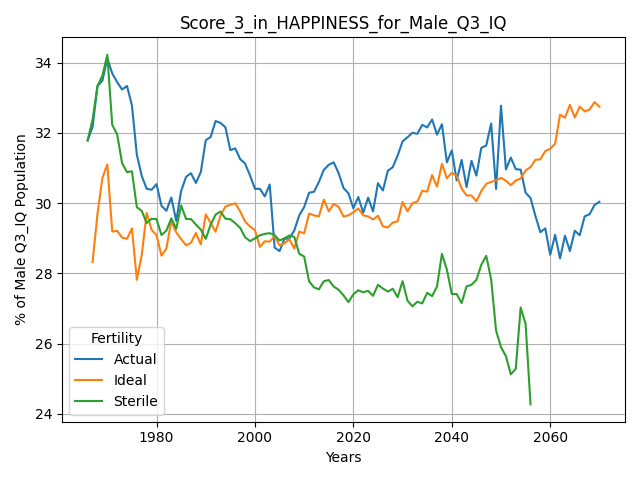 Score_3_in_HAPPINESS_for_Male_Q3_IQ
% of Male Q3_IQ Population
34
32
30
28
26
24
Fertility
Actual
Ideal
Sterile
1980
2000
2020
2040
2060
Years